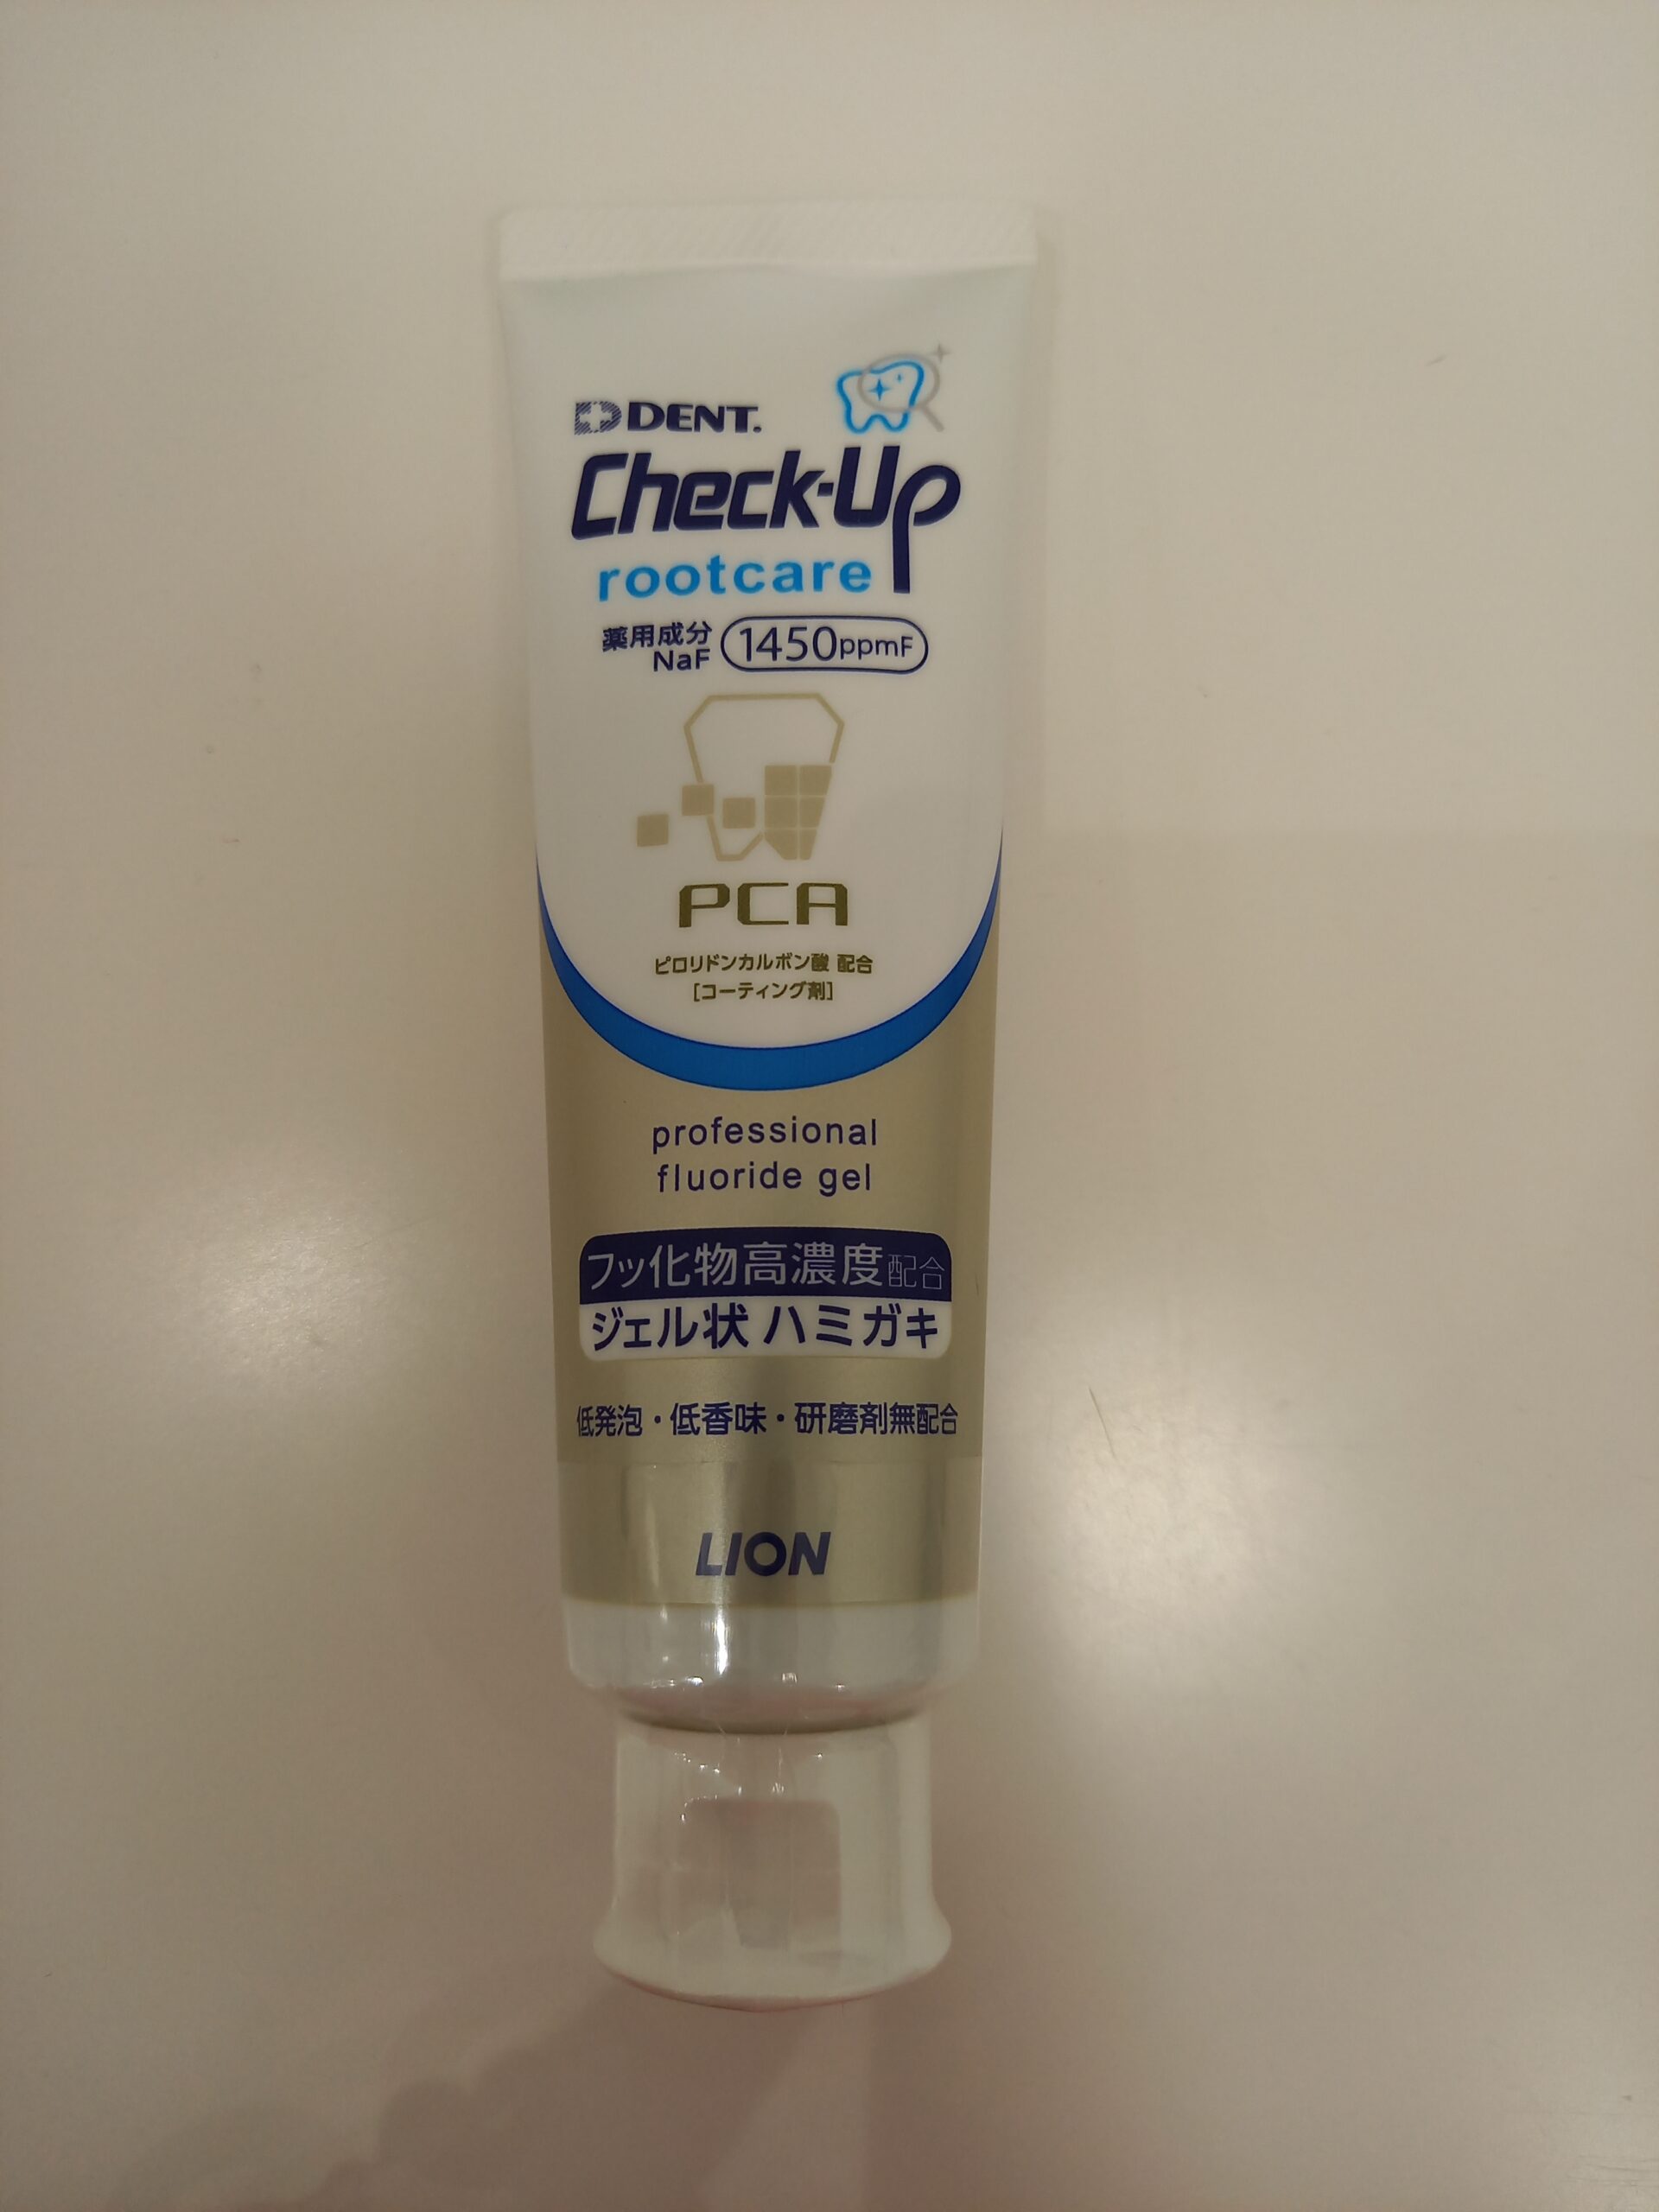 DENT.
Check-Up
rootcare
薬用成分
NaF
1450ppmF
PCA
ピロリドンカルボン酸 配合
[コーティング剤]
professional
fluoride gel
フッ化物高濃度配合
ジェル状 ハミガキ
低発泡・低香味・研磨剤無配合
LION